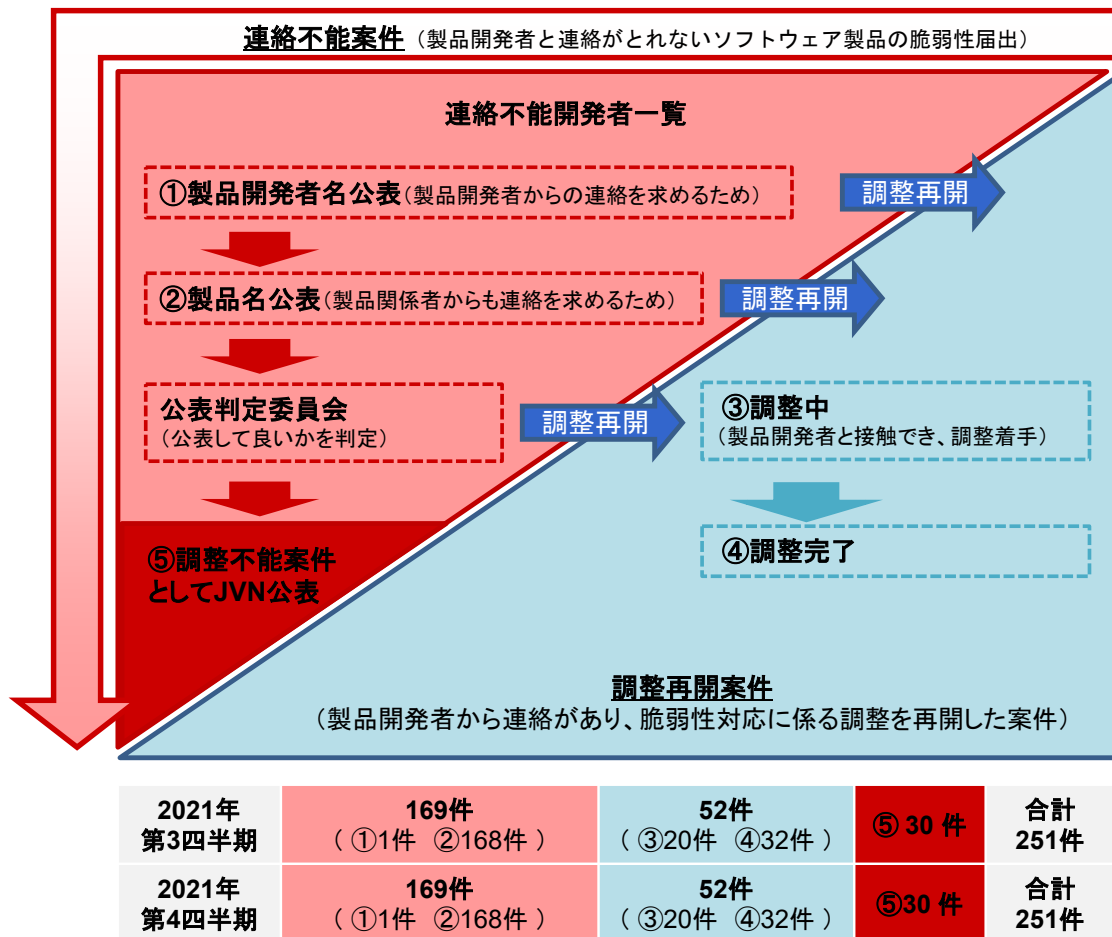 連絡不能案件（製品開発者と連絡がとれないソフトウェア製品の脆弱性届出）
連絡不能開発者一覧
①製品開発者名公表（製品開発者からの連絡を求めるため）
調整再開
②製品名公表（製品関係者からも連絡を求めるため）
調整再開
公表判定委員会
（公表して良いかを判定）
調整再開
③調整中
（製品開発者と接触でき、調整着手）
④調整完了
⑤調整不能案件
としてJVN公表
調整再開案件
（製品開発者から連絡があり、脆弱性対応に係る調整を再開した案件）
2021年
第3四半期
169件
（ ①1件 ②168件 ）
52件
（ ③20件 ④32件 ）
⑤ 30 件
合計
251件
2021年
第4四半期
169件
（ ①1件 ②168件 ）
52件
（ ③20件 ④32件 ）
⑤30 件
合計
251件